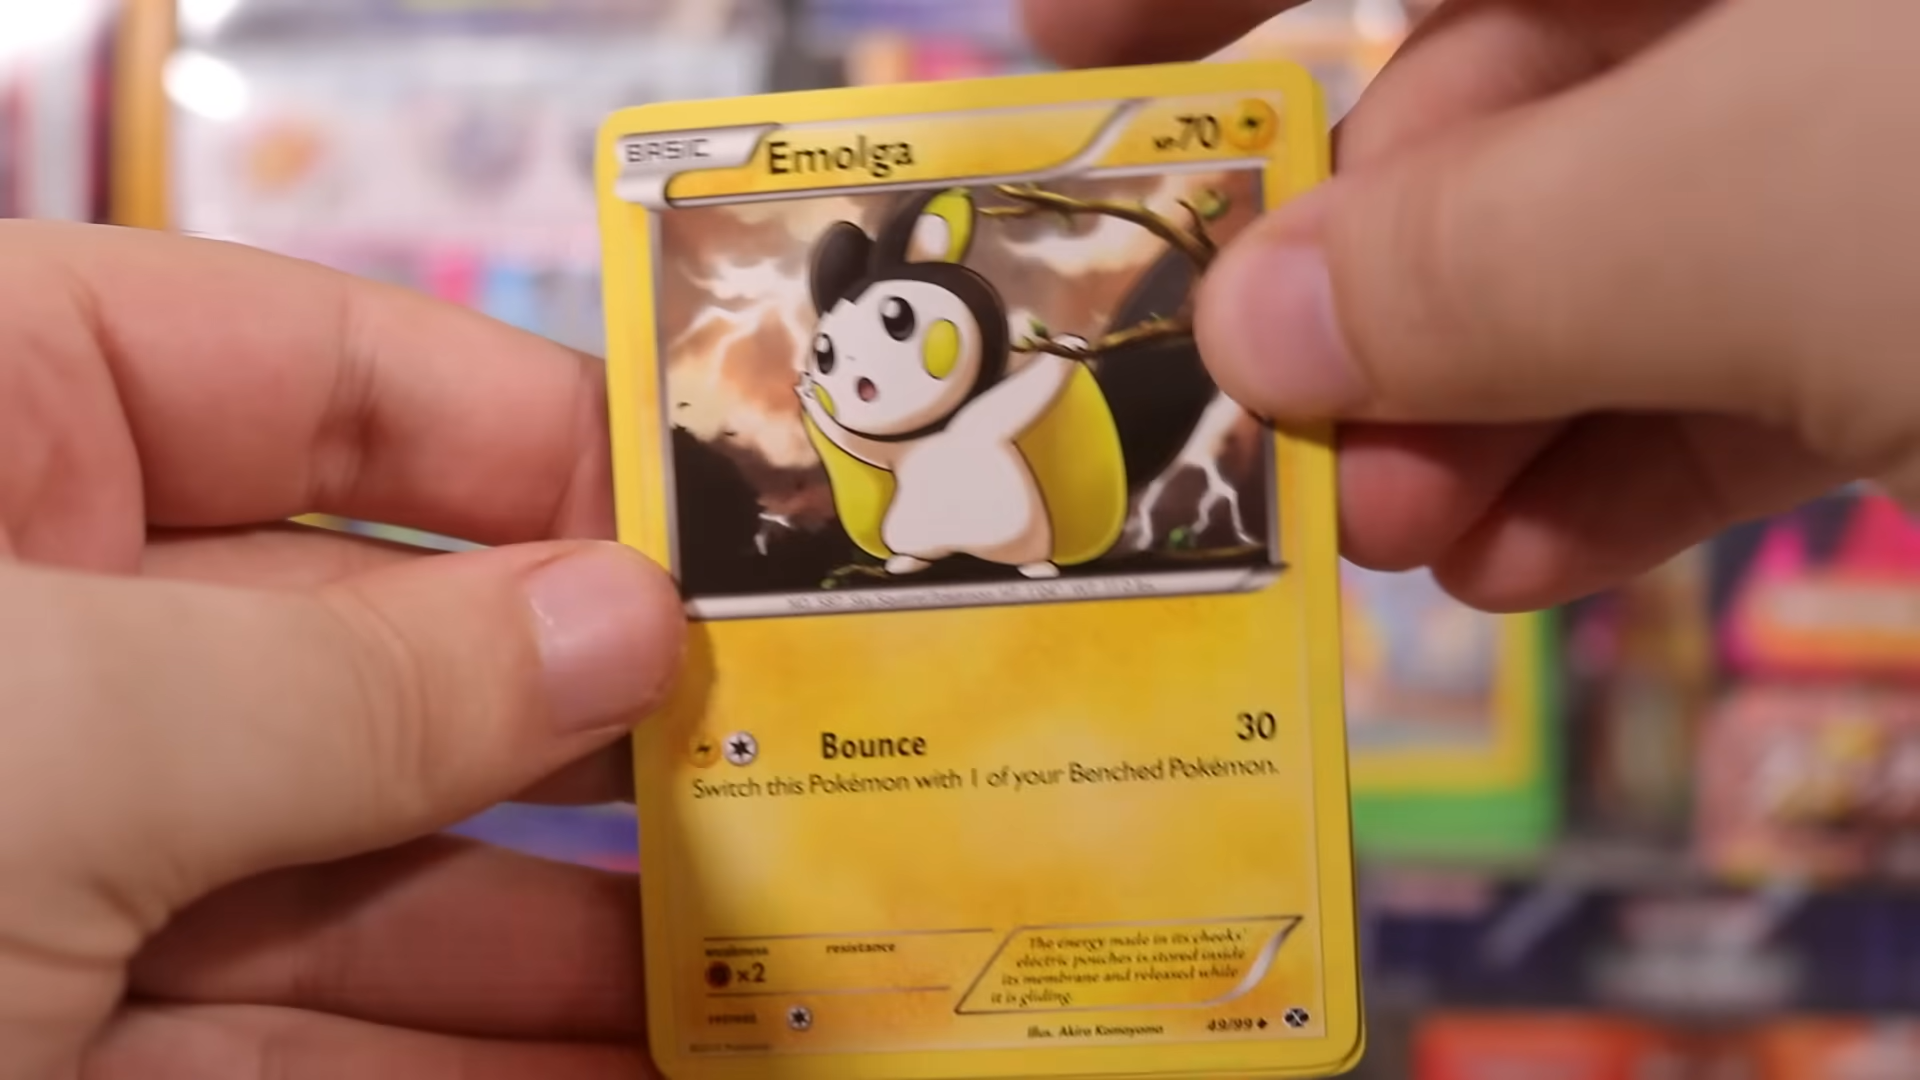 BASIC Emolga HP 70
Bounce 30
Switch this Pokémon with 1 of your Benched Pokémon.
weakness resistance
×2
The energy made in its cheeks'
electric pouches is stored inside
its membrane and released while
it is gliding.
retreat
Illus. Akira Komayama 49/99